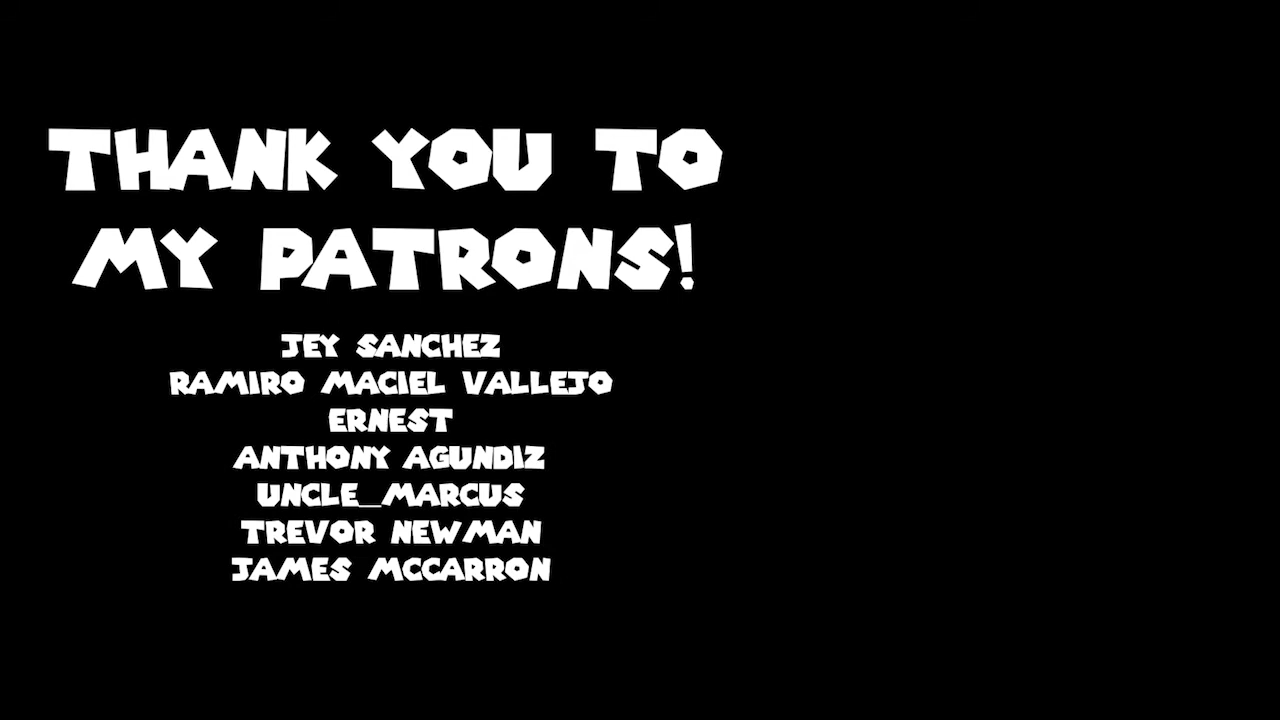 THANK YOU TO
MY PATRONS!
JEY SANCHEZ
RAMIRO MACIEL VALLEJO
ERNEST
ANTHONY AGUNDIZ
UNCLE_MARCUS
TREVOR NEWMAN
JAMES MCCARRON